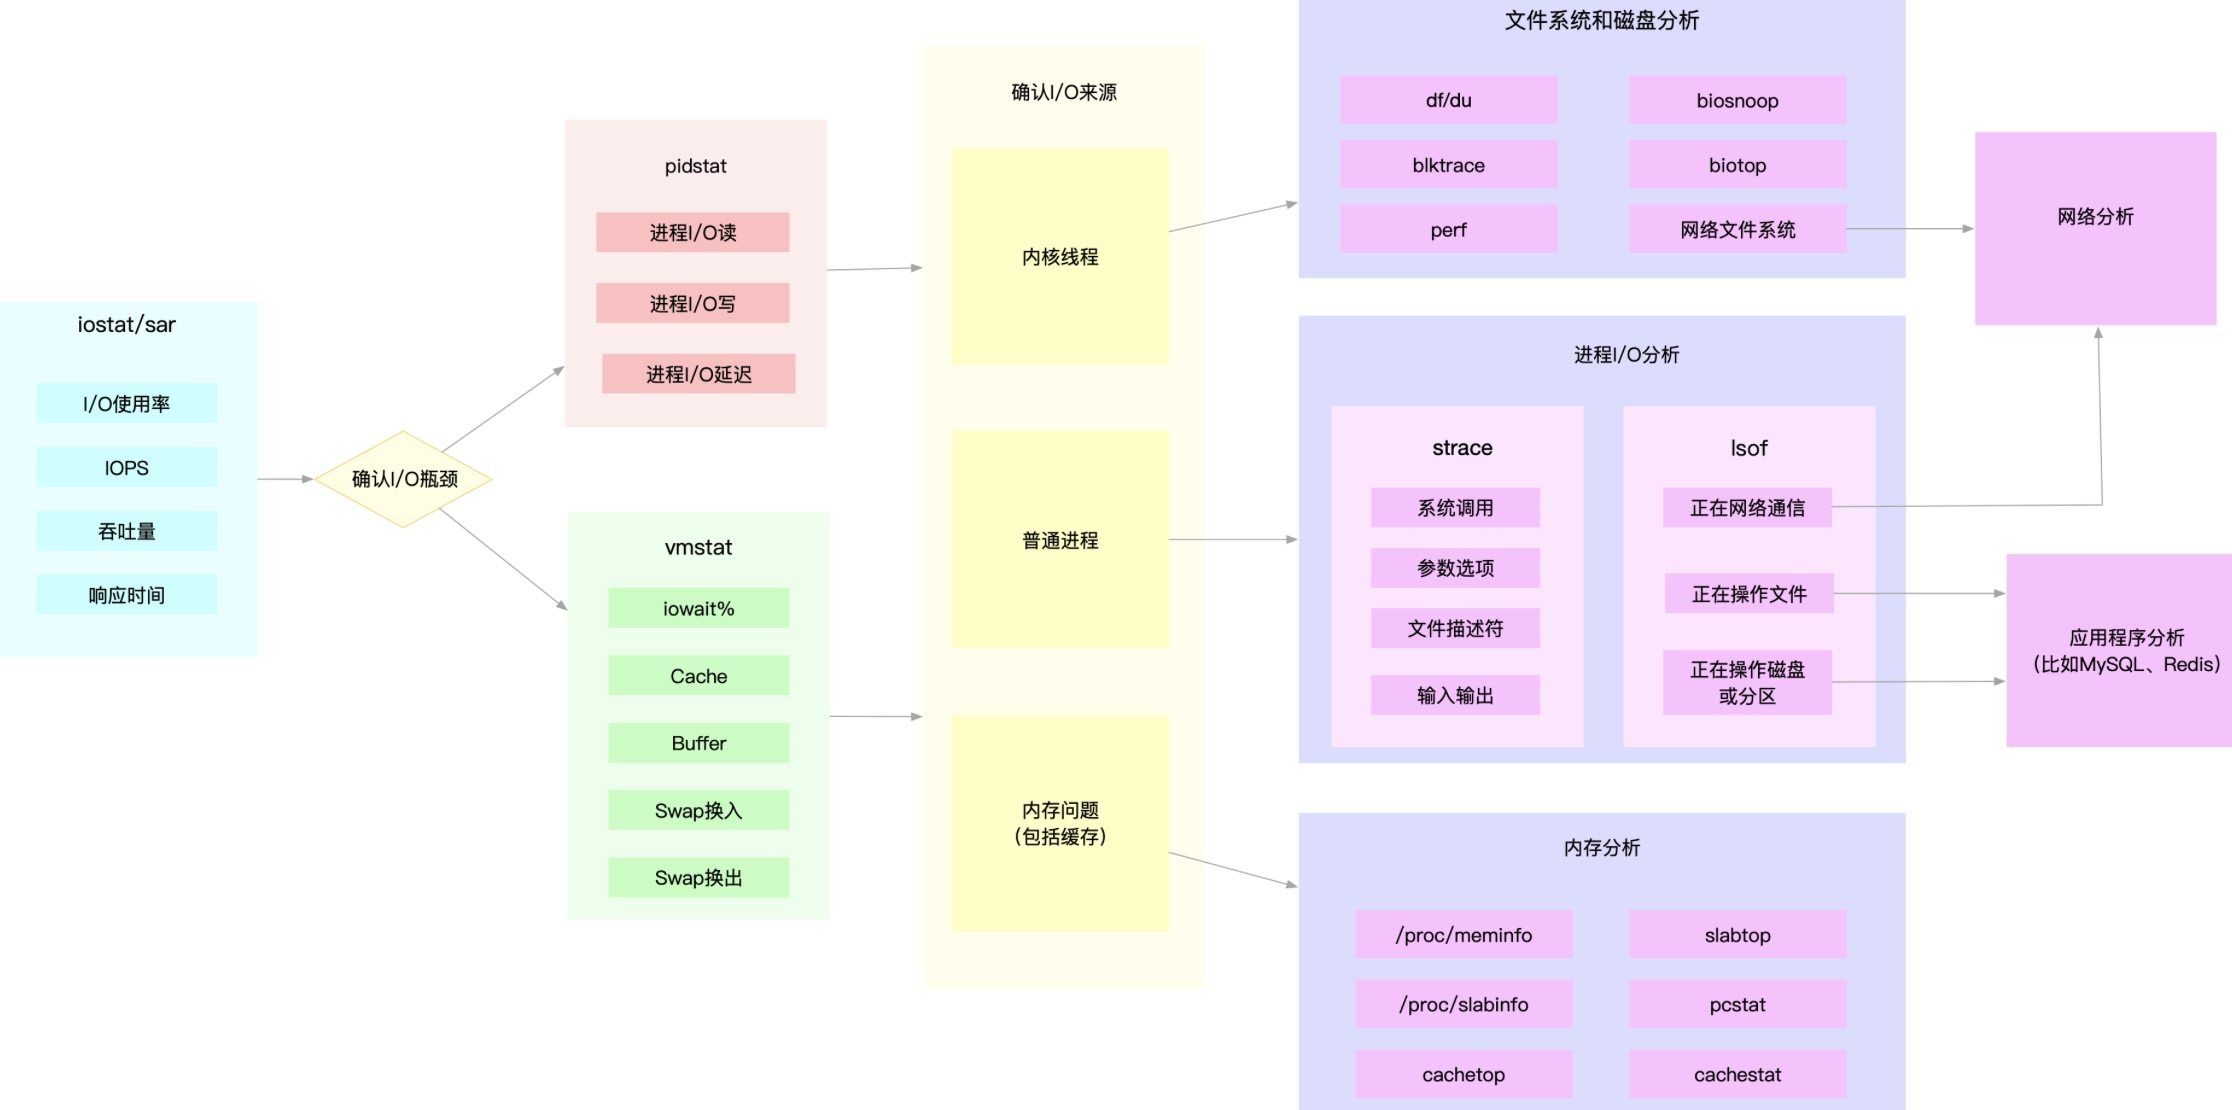 iostat/sar
I/O使用率
IOPS
吞吐量
响应时间
确认I/O瓶颈
pidstat
进程I/O读
进程I/O写
进程I/O延迟
vmstat
iowait%
Cache
Buffer
Swap换入
Swap换出
确认I/O来源
内核线程
普通进程
内存问题
（包括缓存）
文件系统和磁盘分析
df/du
biosnoop
blktrace
biotop
perf
网络文件系统
进程I/O分析
strace
系统调用
参数选项
文件描述符
输入输出
lsof
正在网络通信
正在操作文件
正在操作磁盘
或分区
内存分析
/proc/meminfo
slabtop
/proc/slabinfo
pcstat
cachetop
cachestat
网络分析
应用程序分析
（比如MySQL、Redis）